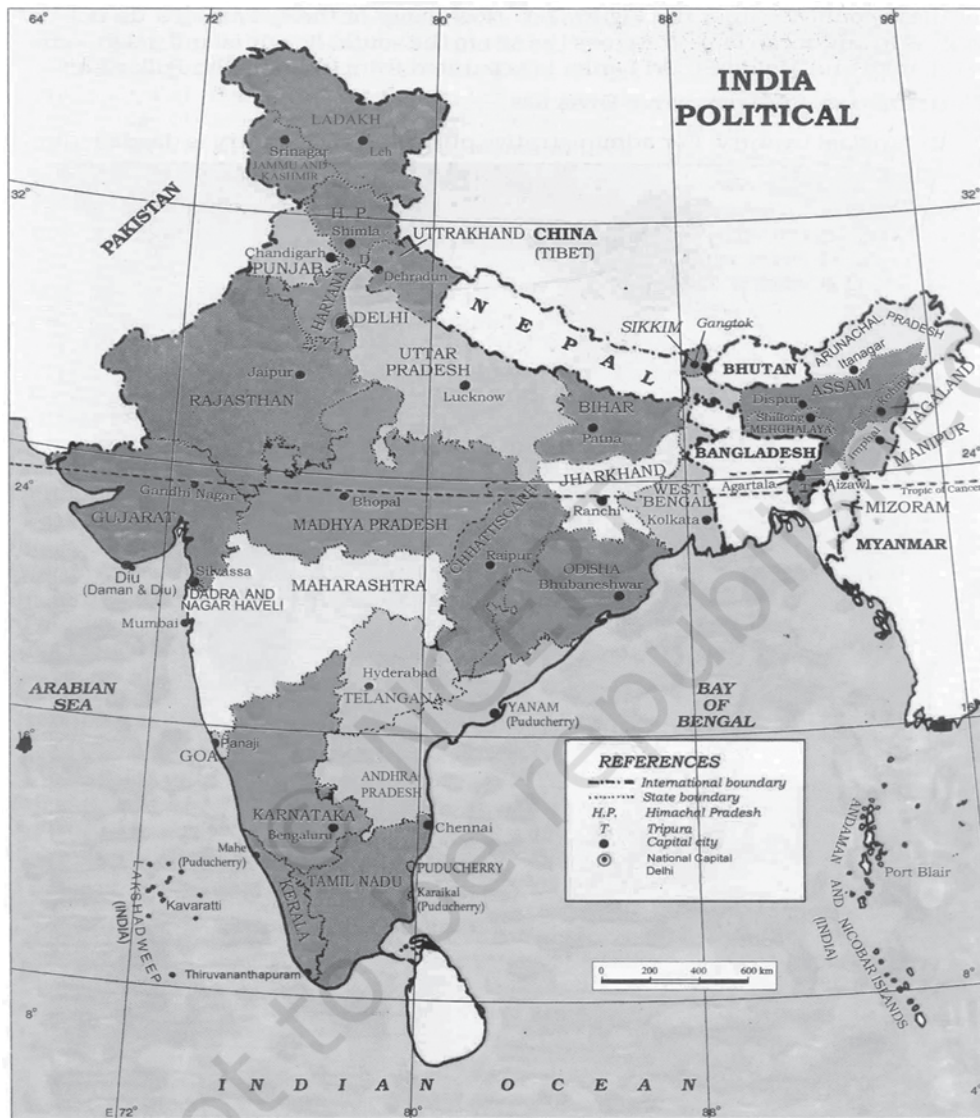 64°
72°
80°
88°
96°
INDIA
POLITICAL
LADAKH
Srinagar
Leh
JAMMU AND
KASHMIR
32°
32°
PAKISTAN
H. P.
Shimla
UTTRAKHAND
CHINA
(TIBET)
Chandigarh
PUNJAB
Dehradun
HARYANA
DELHI
NEPAL
SIKKIM
Gangtok
ARUNACHAL PRADESH
Itanagar
UTTAR
PRADESH
BHUTAN
Jaipur
RAJASTHAN
Lucknow
BIHAR
Patna
Dispur
ASSAM
Shillong
MEHGHALAYA
Kohima
NAGALAND
Imphal
MANIPUR
BANGLADESH
JHARKHAND
24°
24°
Gandhi Nagar
Bhopal
Ranchi
WEST
BENGAL
Kolkata
Agartala
T
Aizawl
Tropic of Cancer
MIZORAM
GUJARAT
MADHYA PRADESH
CHHATTISGARH
MYANMAR
Raipur
ODISHA
Bhubaneshwar
Diu
(Daman & Diu)
Silvassa
DADRA AND
NAGAR HAVELI
MAHARASHTRA
Mumbai
Hyderabad
TELANGANA
ARABIAN
SEA
BAY
OF
BENGAL
YANAM
(Puducherry)
16°
16°
GOA
Panaji
ANDHRA
PRADESH
KARNATAKA
Bengaluru
Chennai
Mahe
(Puducherry)
PUDUCHERRY
TAMIL NADU
Karaikal
(Puducherry)
KERALA
LAKSHADWEEP
(INDIA)
Kavaratti
Thiruvananthapuram
REFERENCES
International boundary
State boundary
H.P. Himachal Pradesh
T Tripura
Capital city
National Capital
Delhi
ANDAMAN AND NICOBAR ISLANDS
(INDIA)
Port Blair
0 200 400 600 km
8°
8°
INDIAN OCEAN
E 72°
80°
88°
4°